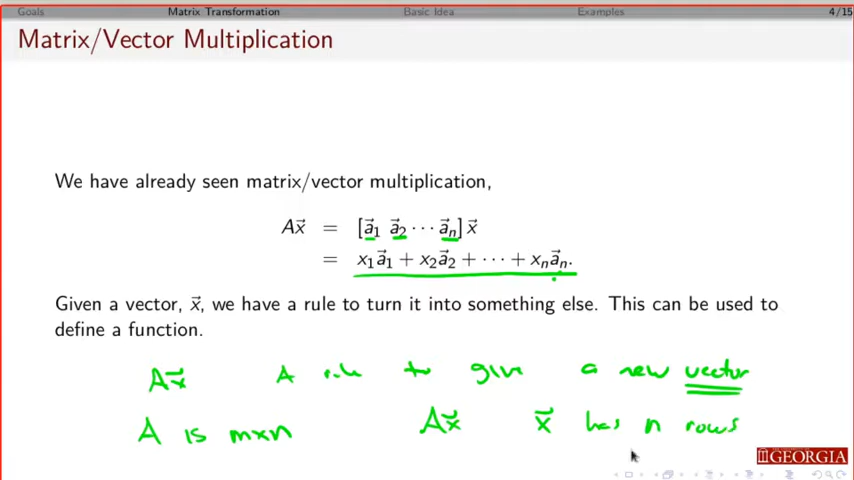 Goals Matrix Transformation Basic Idea Examples 4/15
Matrix/Vector Multiplication
We have already seen matrix/vector multiplication,
Ax⃗ = [a⃗₁ a⃗₂ ⋯ a⃗ₙ] x⃗
= x₁a⃗₁ + x₂a⃗₂ + ⋯ + xₙa⃗ₙ.
Given a vector, x⃗, we have a rule to turn it into something else. This can be used to
define a function.
Ax⃗ A rule to give a new vector
A is m×n Ax⃗ x⃗ has n rows
GEORGIA